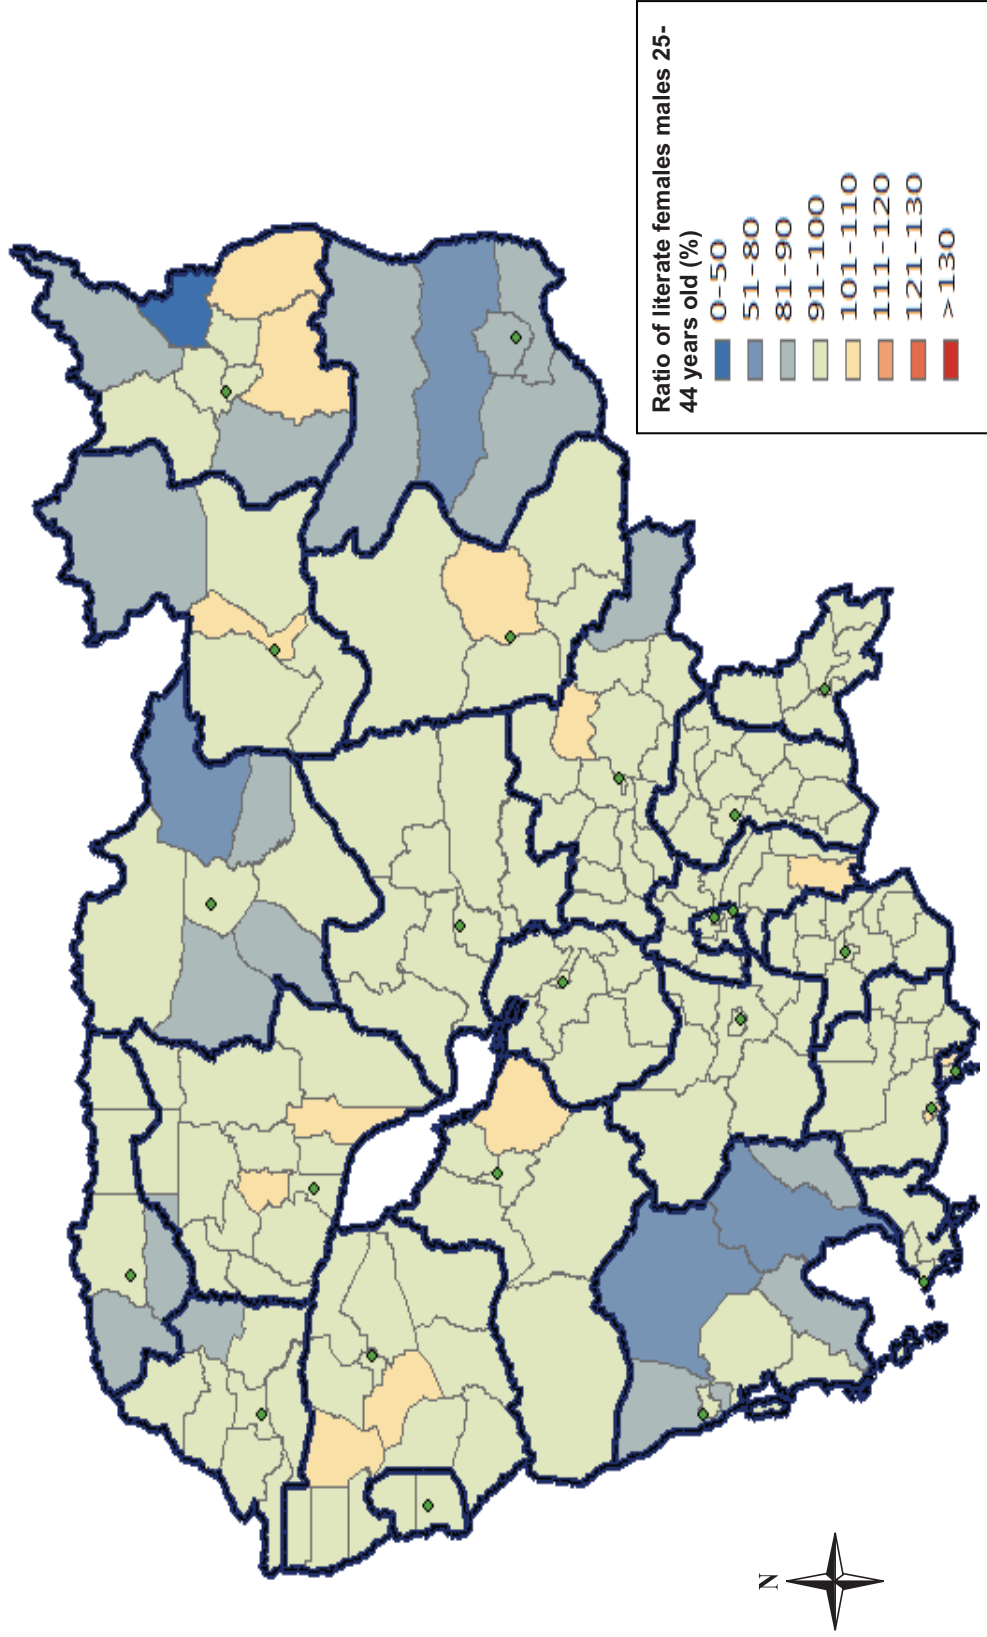 Ratio of literate females males 25-
44 years old (%)
0-50
51-80
81-90
91-100
101-110
111-120
121-130
>130
N